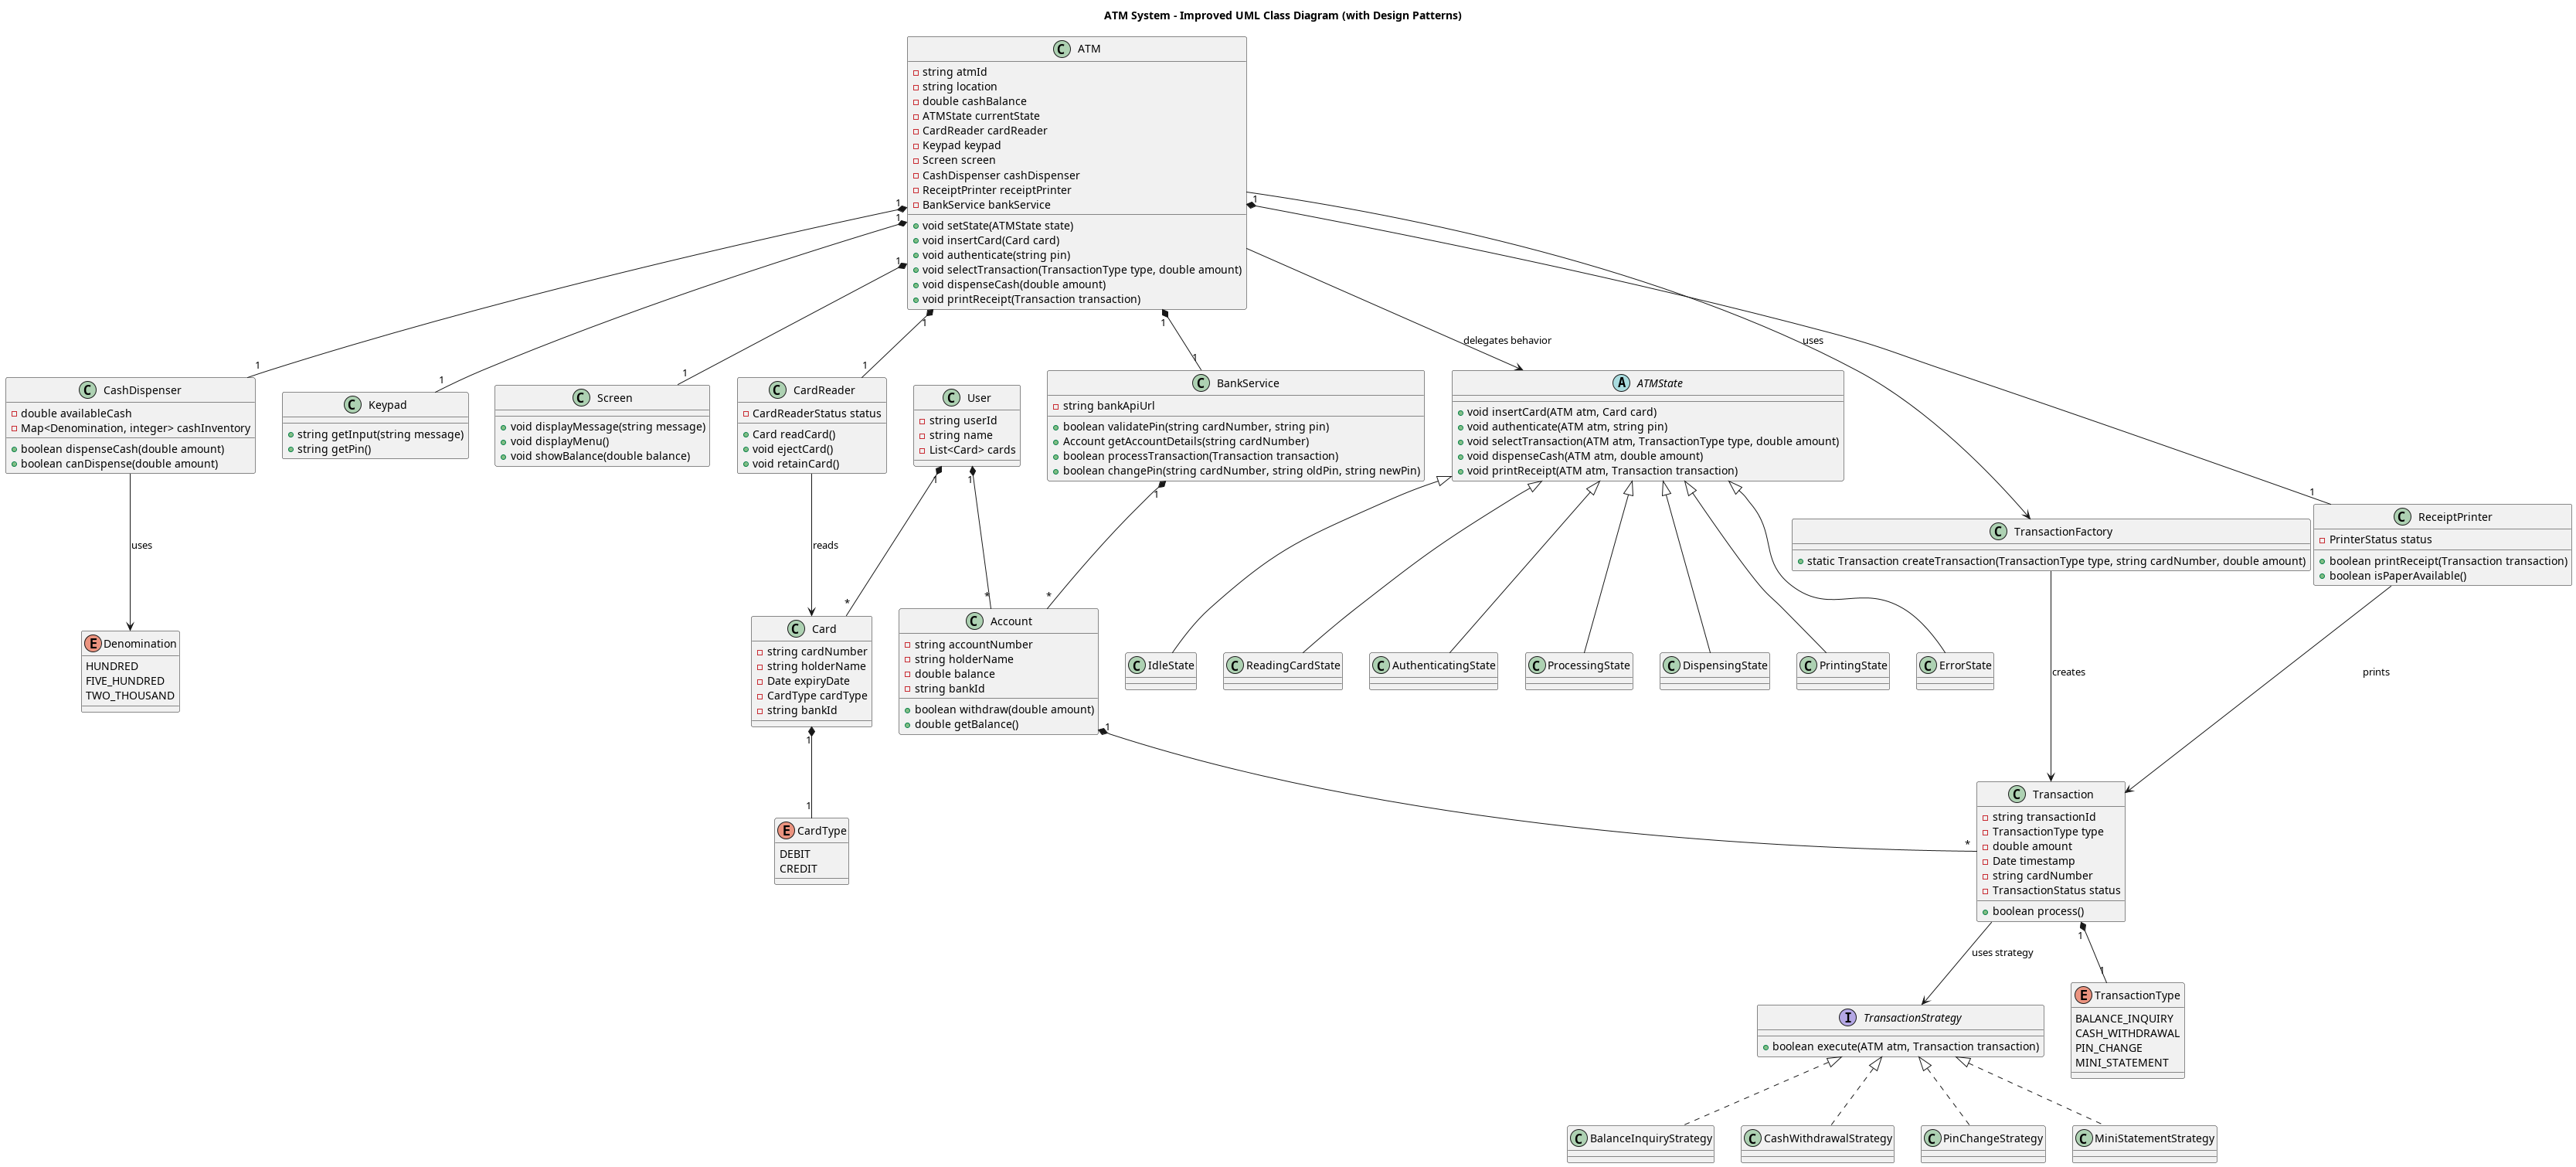 ATM System - Improved UML Class Diagram (with Design Patterns)
C ATM
string atmId
string location
double cashBalance
ATMState currentState
CardReader cardReader
Keypad keypad
Screen screen
CashDispenser cashDispenser
ReceiptPrinter receiptPrinter
BankService bankService
void setState(ATMState state)
void insertCard(Card card)
void authenticate(string pin)
void selectTransaction(TransactionType type, double amount)
void dispenseCash(double amount)
void printReceipt(Transaction transaction)
1
1
1
1
1
1
delegates behavior
uses
1
1
1
1
1
1
C CashDispenser
double availableCash
Map<Denomination, integer> cashInventory
boolean dispenseCash(double amount)
boolean canDispense(double amount)
C Keypad
string getInput(string message)
string getPin()
C Screen
void displayMessage(string message)
void displayMenu()
void showBalance(double balance)
C CardReader
CardReaderStatus status
Card readCard()
void ejectCard()
void retainCard()
C User
string userId
string name
List<Card> cards
C BankService
string bankApiUrl
boolean validatePin(string cardNumber, string pin)
Account getAccountDetails(string cardNumber)
boolean processTransaction(Transaction transaction)
boolean changePin(string cardNumber, string oldPin, string newPin)
A ATMState
void insertCard(ATM atm, Card card)
void authenticate(ATM atm, string pin)
void selectTransaction(ATM atm, TransactionType type, double amount)
void dispenseCash(ATM atm, double amount)
void printReceipt(ATM atm, Transaction transaction)
C TransactionFactory
static Transaction createTransaction(TransactionType type, string cardNumber, double amount)
C ReceiptPrinter
PrinterStatus status
boolean printReceipt(Transaction transaction)
boolean isPaperAvailable()
1
1
1
uses
reads
*
*
*
E Denomination
HUNDRED
FIVE_HUNDRED
TWO_THOUSAND
C Card
string cardNumber
string holderName
Date expiryDate
CardType cardType
string bankId
C Account
string accountNumber
string holderName
double balance
string bankId
boolean withdraw(double amount)
double getBalance()
C IdleState
C ReadingCardState
C AuthenticatingState
C ProcessingState
C DispensingState
C PrintingState
C ErrorState
creates
prints
1
1
1
*
E CardType
DEBIT
CREDIT
C Transaction
string transactionId
TransactionType type
double amount
Date timestamp
string cardNumber
TransactionStatus status
boolean process()
uses strategy
1
1
I TransactionStrategy
boolean execute(ATM atm, Transaction transaction)
E TransactionType
BALANCE_INQUIRY
CASH_WITHDRAWAL
PIN_CHANGE
MINI_STATEMENT
C BalanceInquiryStrategy
C CashWithdrawalStrategy
C PinChangeStrategy
C MiniStatementStrategy